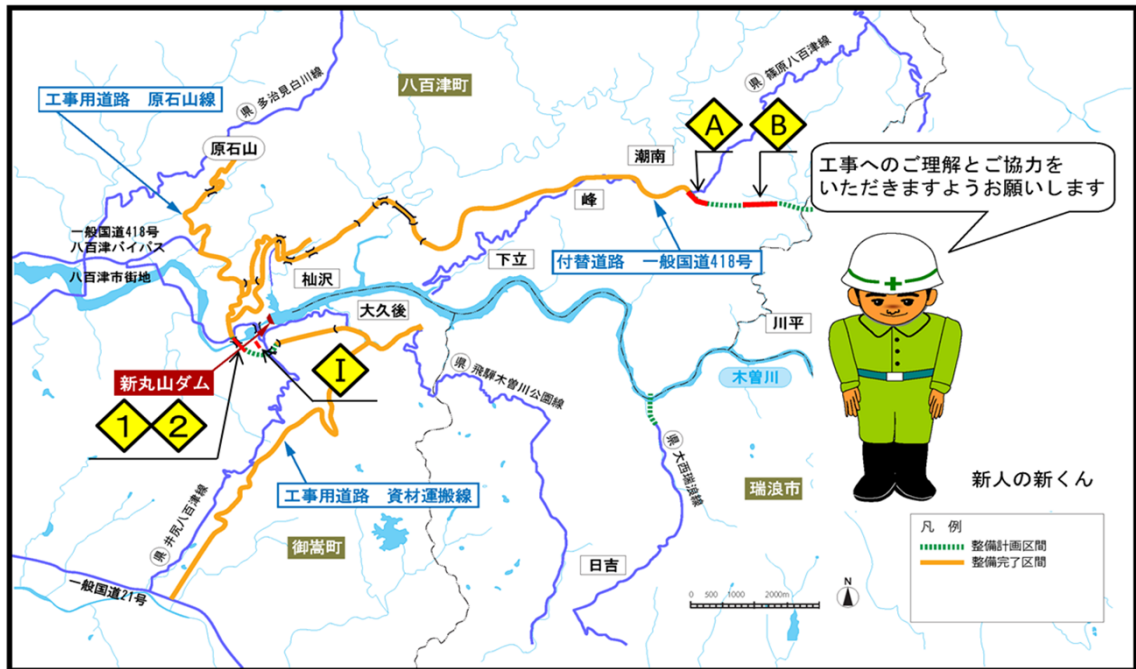 県 多治見白川線
県 篠原八百津線
八百津町
工事用道路　原石山線
原石山
A
B
潮南
工事へのご理解とご協力を
いただきますようお願いします
峰
一般国道418号
八百津バイパス
付替道路　一般国道418号
下立
八百津市街地
杣沢
大久後
川平
県 飛騨木曽川公園線
新丸山ダム
I
木曽川
1
2
県 大西瑞浪線
工事用道路　資材運搬線
瑞浪市
新人の新くん
県 井尻八百津線
御嵩町
凡　例
整備計画区間
整備完了区間
日吉
一般国道21号
0 500 1000 2000m
N